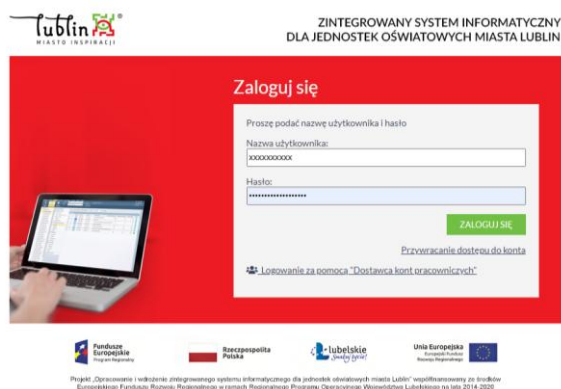 lublin
MIASTO INSPIRACJI
ZINTEGROWANY SYSTEM INFORMATYCZNY
DLA JEDNOSTEK OŚWIATOWYCH MIASTA LUBLIN
Zaloguj się
Proszę podać nazwę użytkownika i hasło
Nazwa użytkownika:
xxxxxxxxxx
Hasło:
•••••••••••••••••••
ZALOGUJ SIĘ
Przywracanie dostępu do konta
Logowanie za pomocą "Dostawca kont pracowniczych"
Fundusze
Europejskie
Program Regionalny
Rzeczpospolita
Polska
lubelskie
Smakuj życie!
Unia Europejska
Europejski Fundusz
Rozwoju Regionalnego
Projekt „Opracowanie i wdrożenie zintegrowanego systemu informatycznego dla jednostek oświatowych miasta Lublin" współfinansowany ze środków
Europejskiego Funduszu Rozwoju Regionalnego w ramach Regionalnego Programu Operacyjnego Województwa Lubelskiego na lata 2014-2020